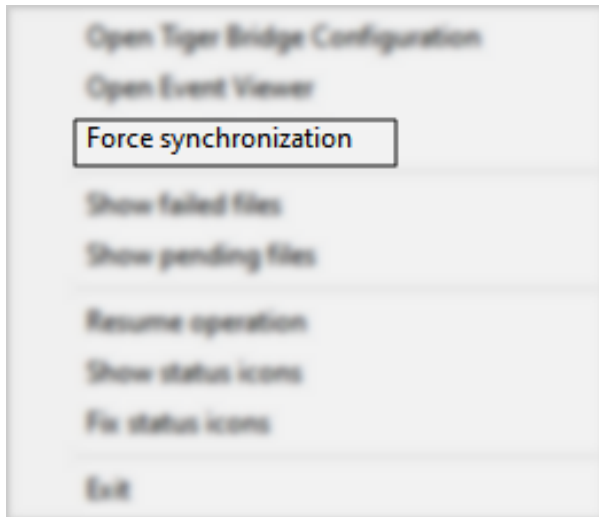 Open Tiger Bridge Configuration
Open Event Viewer
Force synchronization
Show failed files
Show pending files
Resume operation
Show status icons
Fix status icons
Exit